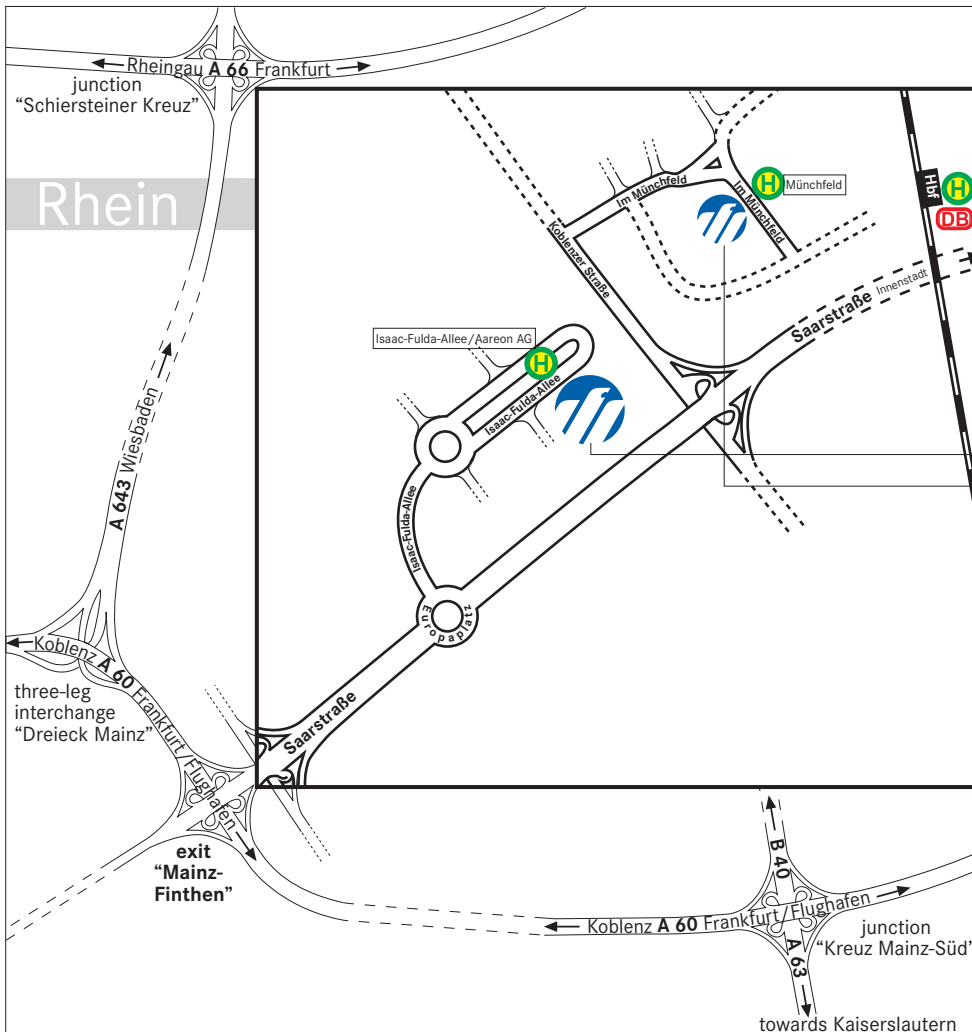 Rheingau A 66 Frankfurt
junction
“Schiersteiner Kreuz”
Rhein
Im Münchfeld
Im Münchfeld
H
Münchfeld
Hbf
H
DB
Koblenzer Straße
Saarstraße Innenstadt
Isaac-Fulda-Allee/Aareon AG
H
Isaac-Fulda-Allee
A 643 Wiesbaden
Isaac-Fulda-Allee
Europaplatz
Koblenz A 60 Frankfurt/Flughafen
three-leg
interchange
“Dreieck Mainz”
Saarstraße
exit
“Mainz-
Finthen”
B 40
Koblenz A 60 Frankfurt/Flughafen
junction
“Kreuz Mainz-Süd”
A 63
towards Kaiserslautern